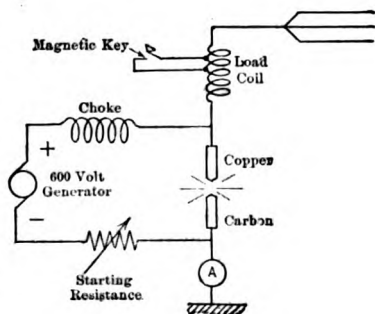 Magnetic Key
Load
Coil
Choke
+
600 Volt
Generator
−
Copper
Carbon
Starting
Resistance
A